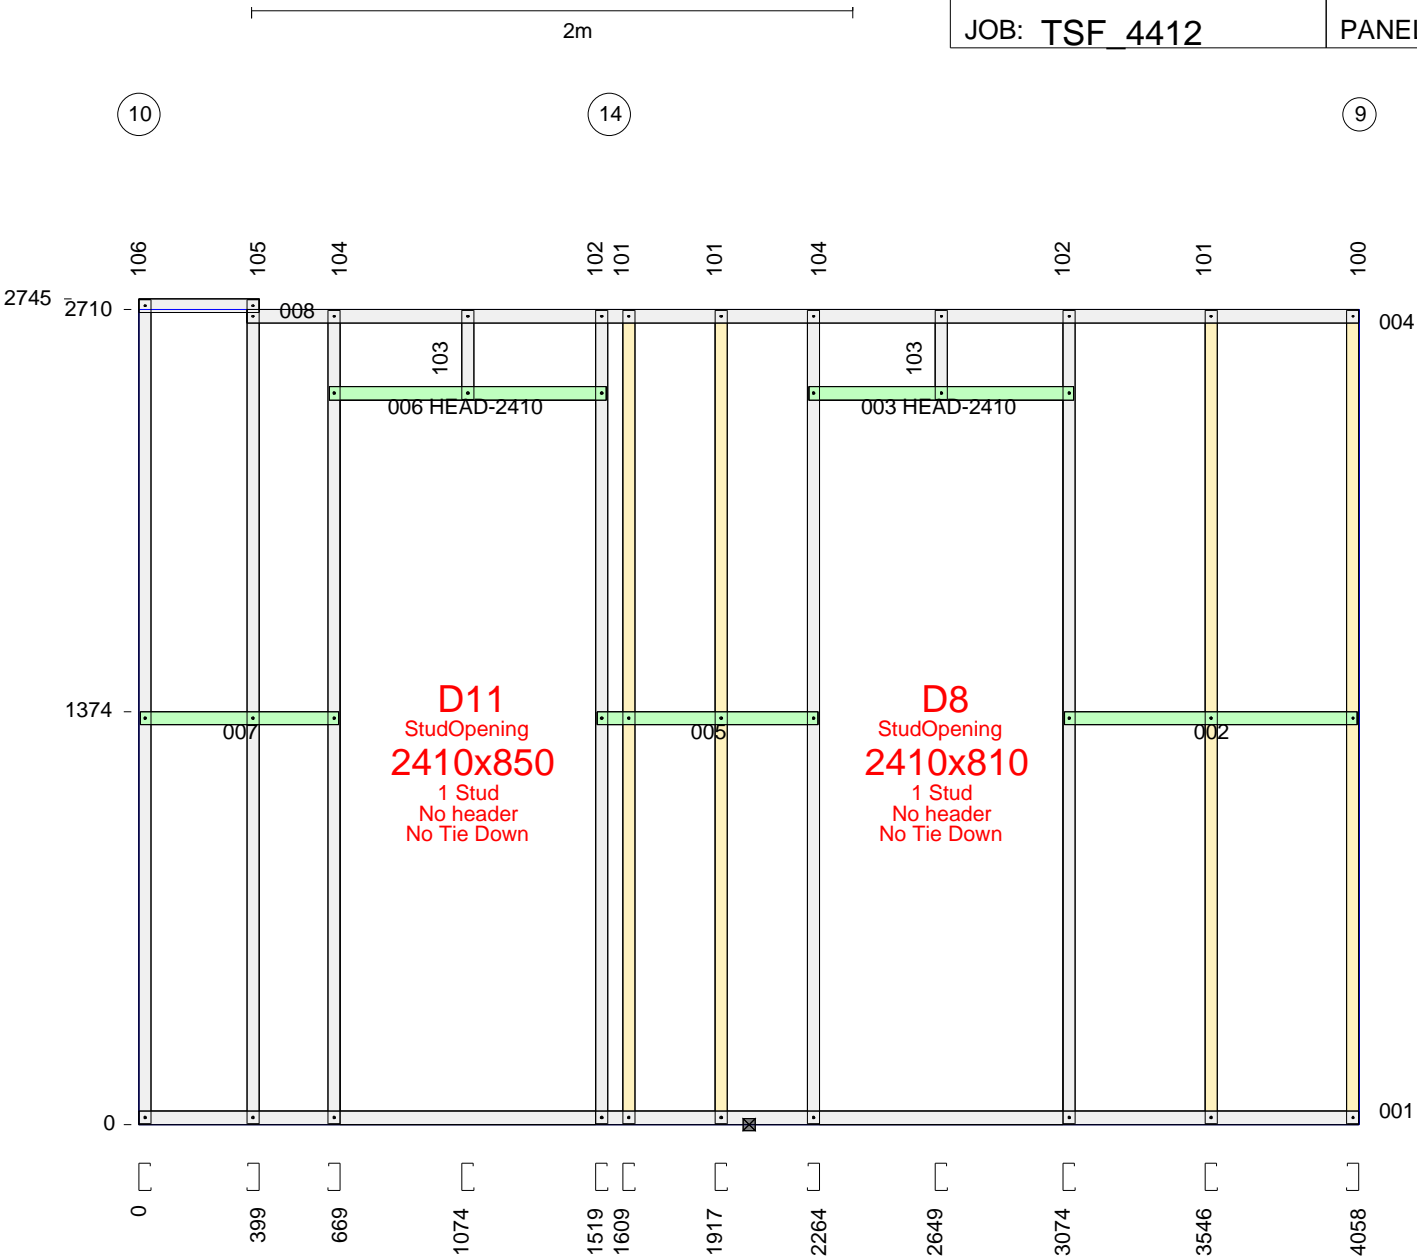 2m
JOB: TSF_4412
PANEL
10 14 9
106 105 104 102 101 101 104 102 101 100
2745
2710
008
004
103 103
006 HEAD-2410 003 HEAD-2410
1374
007 005 002
D11
StudOpening
2410x850
1 Stud
No header
No Tie Down
D8
StudOpening
2410x810
1 Stud
No header
No Tie Down
0
001
0 399 669 1074 1519 1609 1917 2264 2649 3074 3546 4058